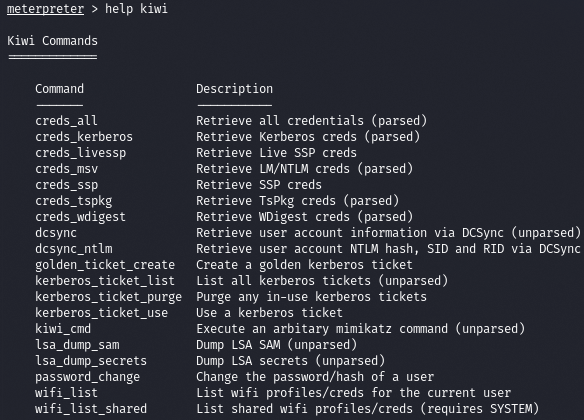 meterpreter > help kiwi
Kiwi Commands
=============
Command Description
------- -----------
creds_all Retrieve all credentials (parsed)
creds_kerberos Retrieve Kerberos creds (parsed)
creds_livessp Retrieve Live SSP creds
creds_msv Retrieve LM/NTLM creds (parsed)
creds_ssp Retrieve SSP creds
creds_tspkg Retrieve TsPkg creds (parsed)
creds_wdigest Retrieve WDigest creds (parsed)
dcsync Retrieve user account information via DCSync (unparsed)
dcsync_ntlm Retrieve user account NTLM hash, SID and RID via DCSync
golden_ticket_create Create a golden kerberos ticket
kerberos_ticket_list List all kerberos tickets (unparsed)
kerberos_ticket_purge Purge any in-use kerberos tickets
kerberos_ticket_use Use a kerberos ticket
kiwi_cmd Execute an arbitary mimikatz command (unparsed)
lsa_dump_sam Dump LSA SAM (unparsed)
lsa_dump_secrets Dump LSA secrets (unparsed)
password_change Change the password/hash of a user
wifi_list List wifi profiles/creds for the current user
wifi_list_shared List shared wifi profiles/creds (requires SYSTEM)